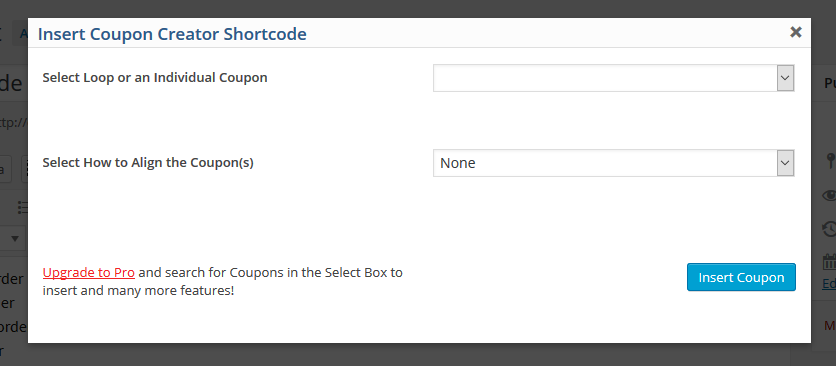 Insert Coupon Creator Shortcode
Select Loop or an Individual Coupon
Select How to Align the Coupon(s)
None
Upgrade to Pro and search for Coupons in the Select Box to
insert and many more features!
Insert Coupon